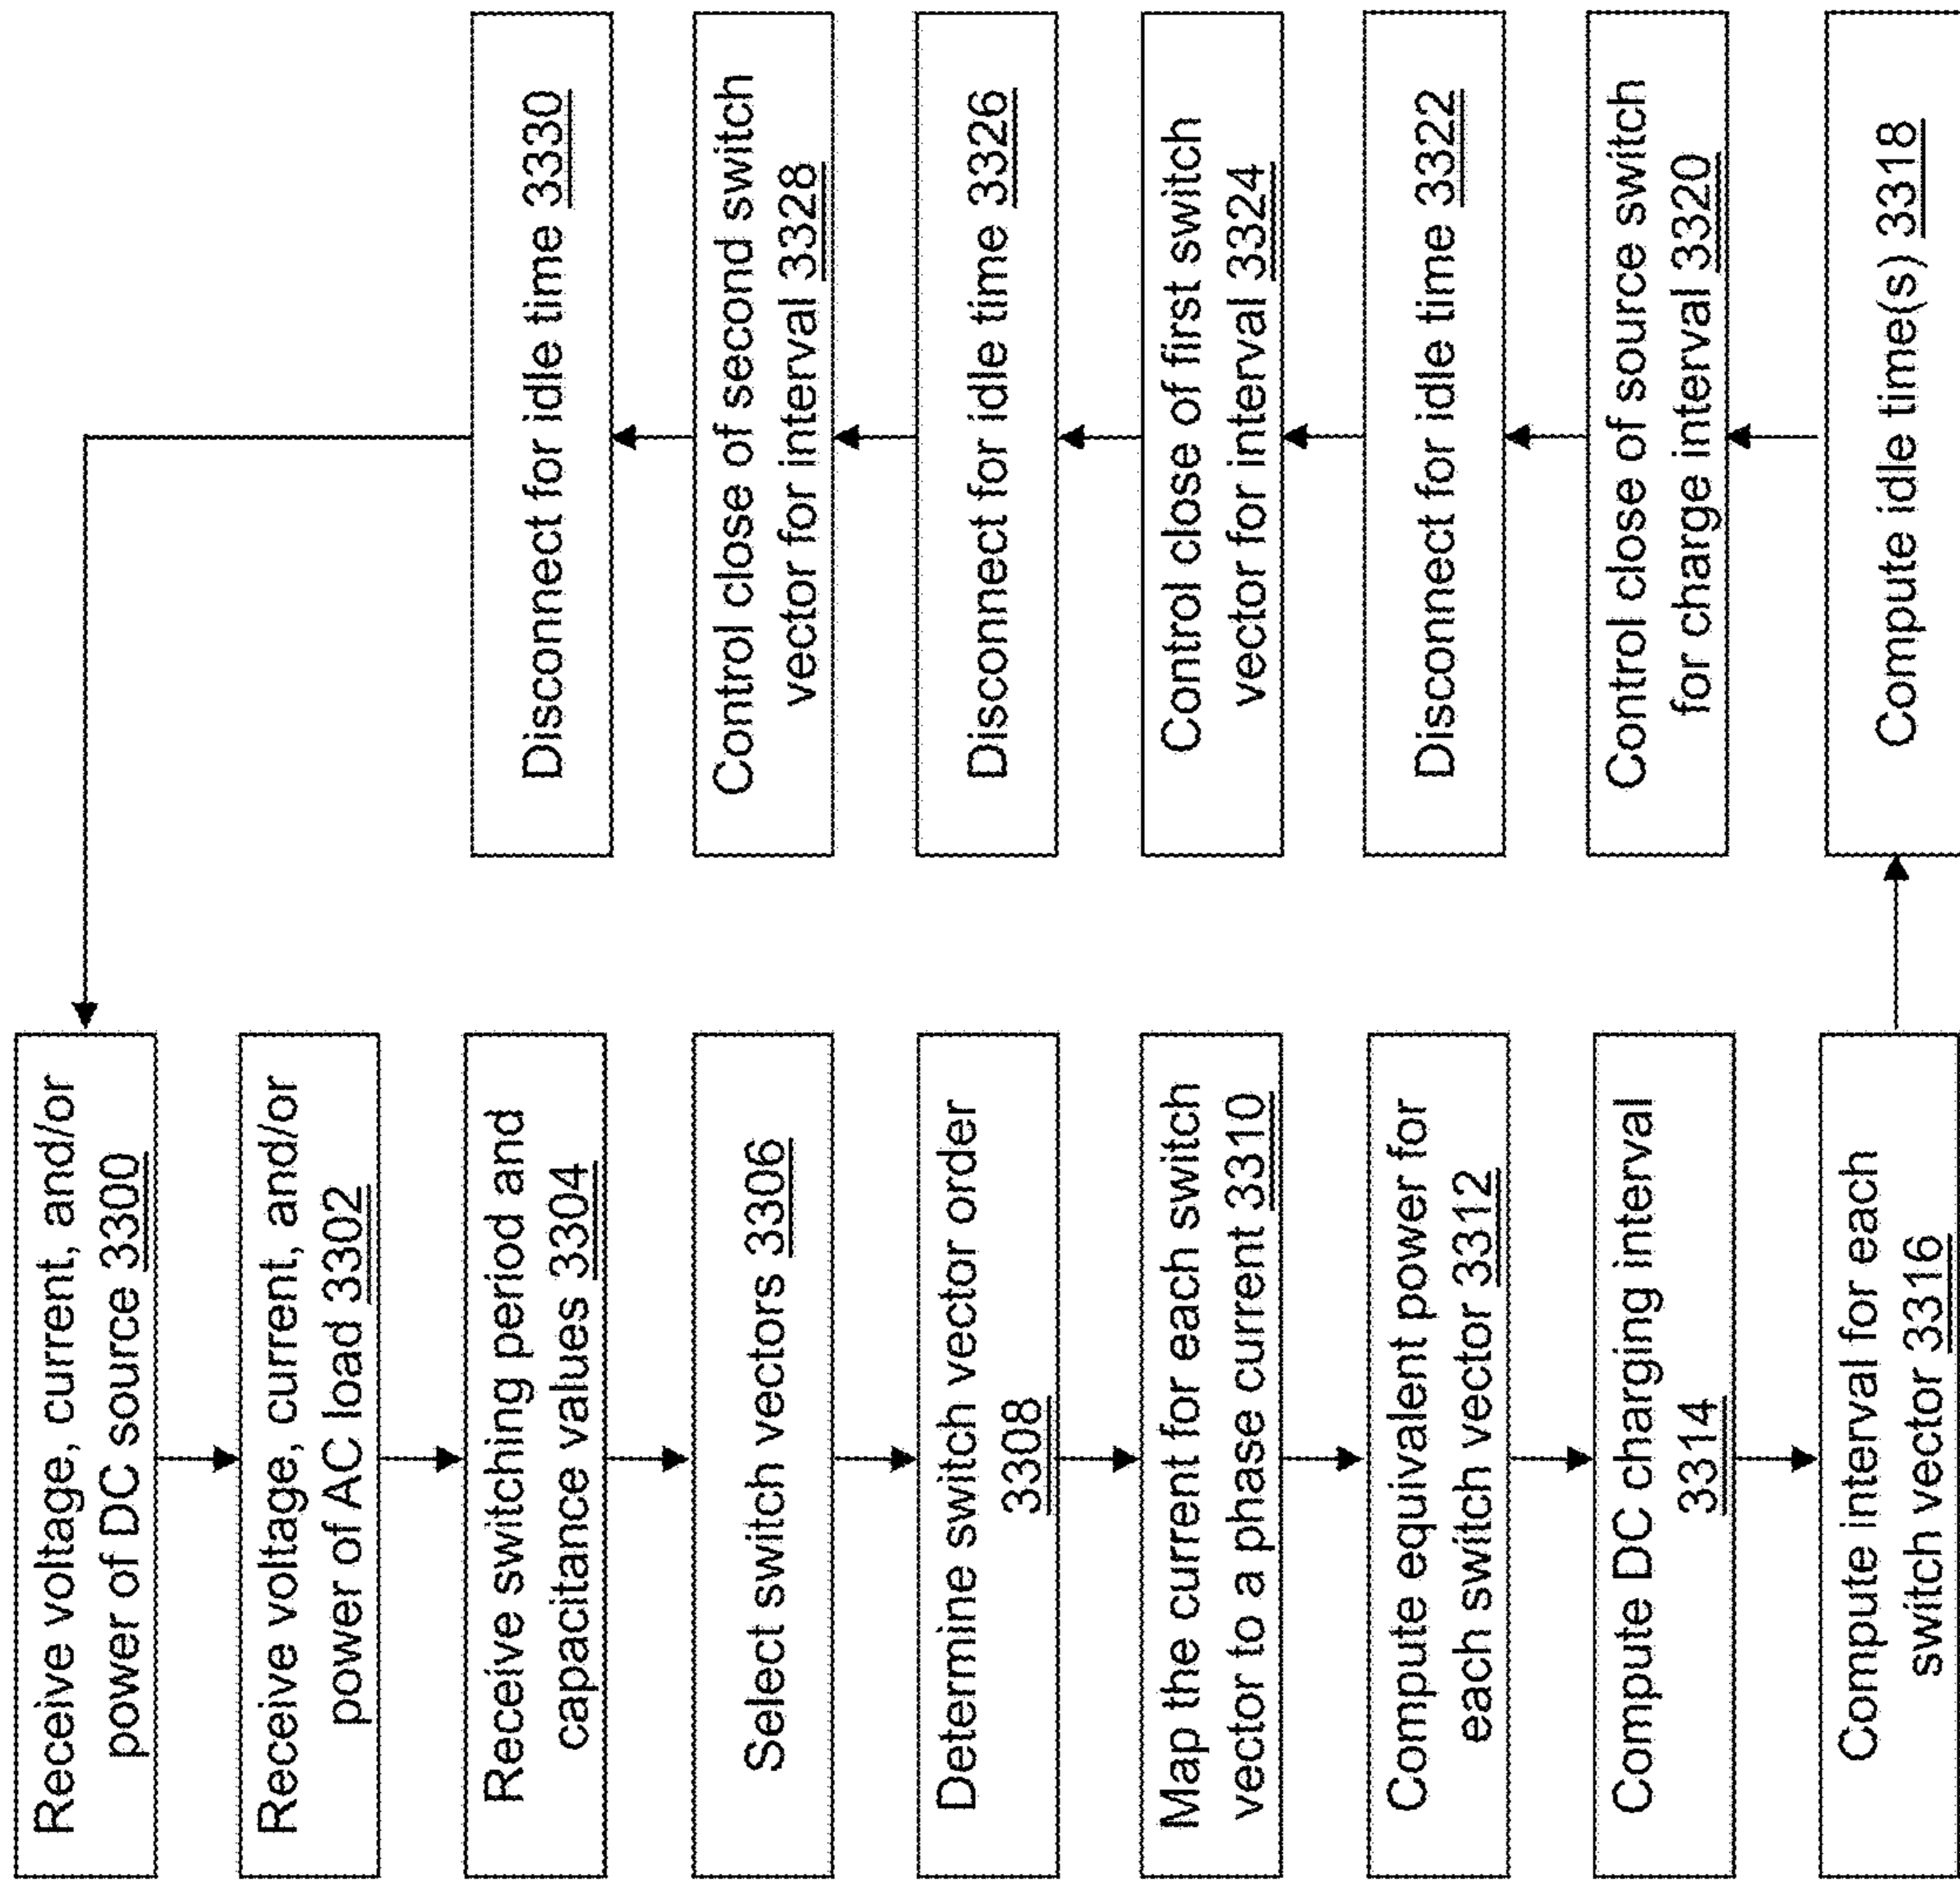 Receive voltage, current, and/or
power of DC source 3300
Receive voltage, current, and/or
power of AC load 3302
Receive switching period and
capacitance values 3304
Select switch vectors 3306
Determine switch vector order
3308
Map the current for each switch
vector to a phase current 3310
Compute equivalent power for
each switch vector 3312
Compute DC charging interval
3314
Compute interval for each
switch vector 3316
Compute idle time(s) 3318
Control close of source switch
for charge interval 3320
Disconnect for idle time 3322
Control close of first switch
vector for interval 3324
Disconnect for idle time 3326
Control close of second switch
vector for interval 3328
Disconnect for idle time 3330